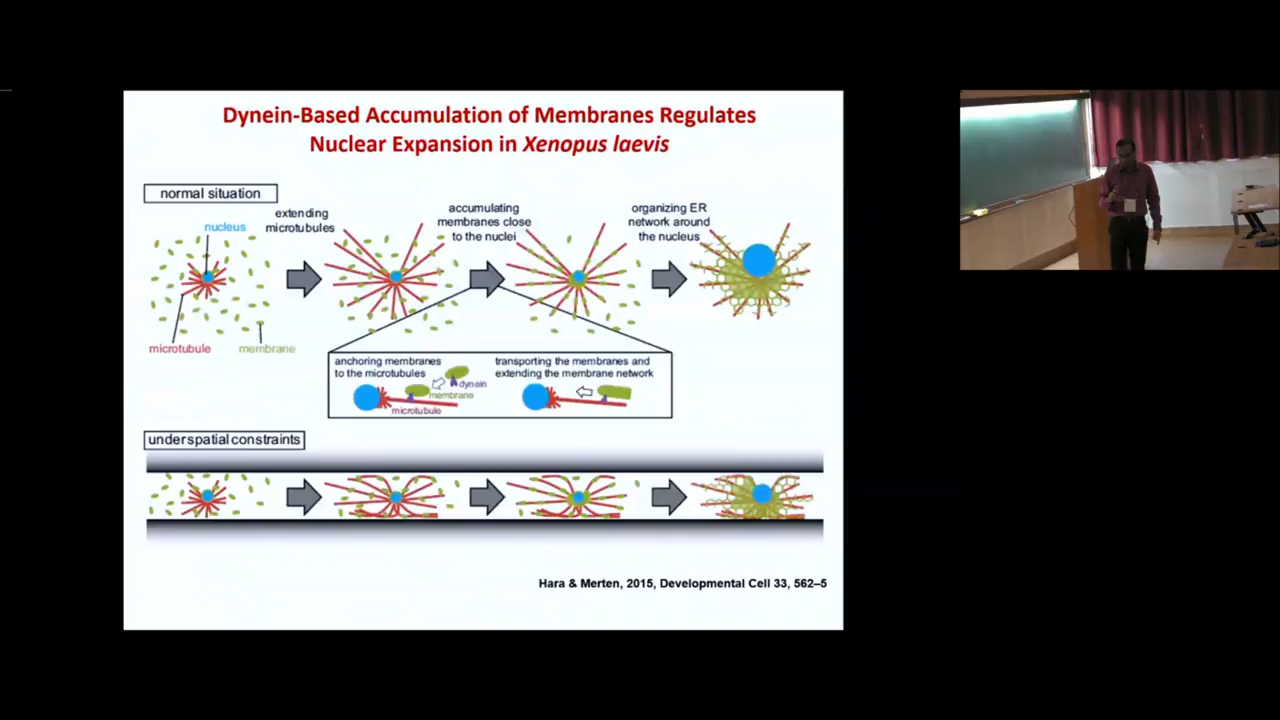 Dynein-Based Accumulation of Membranes Regulates
Nuclear Expansion in Xenopus laevis
normal situation
nucleus
microtubule
membrane
extending
microtubules
accumulating
membranes close
to the nuclei
organizing ER
network around
the nucleus
anchoring membranes
to the microtubules
dynein
membrane
microtubule
transporting the membranes and
extending the membrane network
under spatial constraints
Hara & Merten, 2015, Developmental Cell 33, 562–5